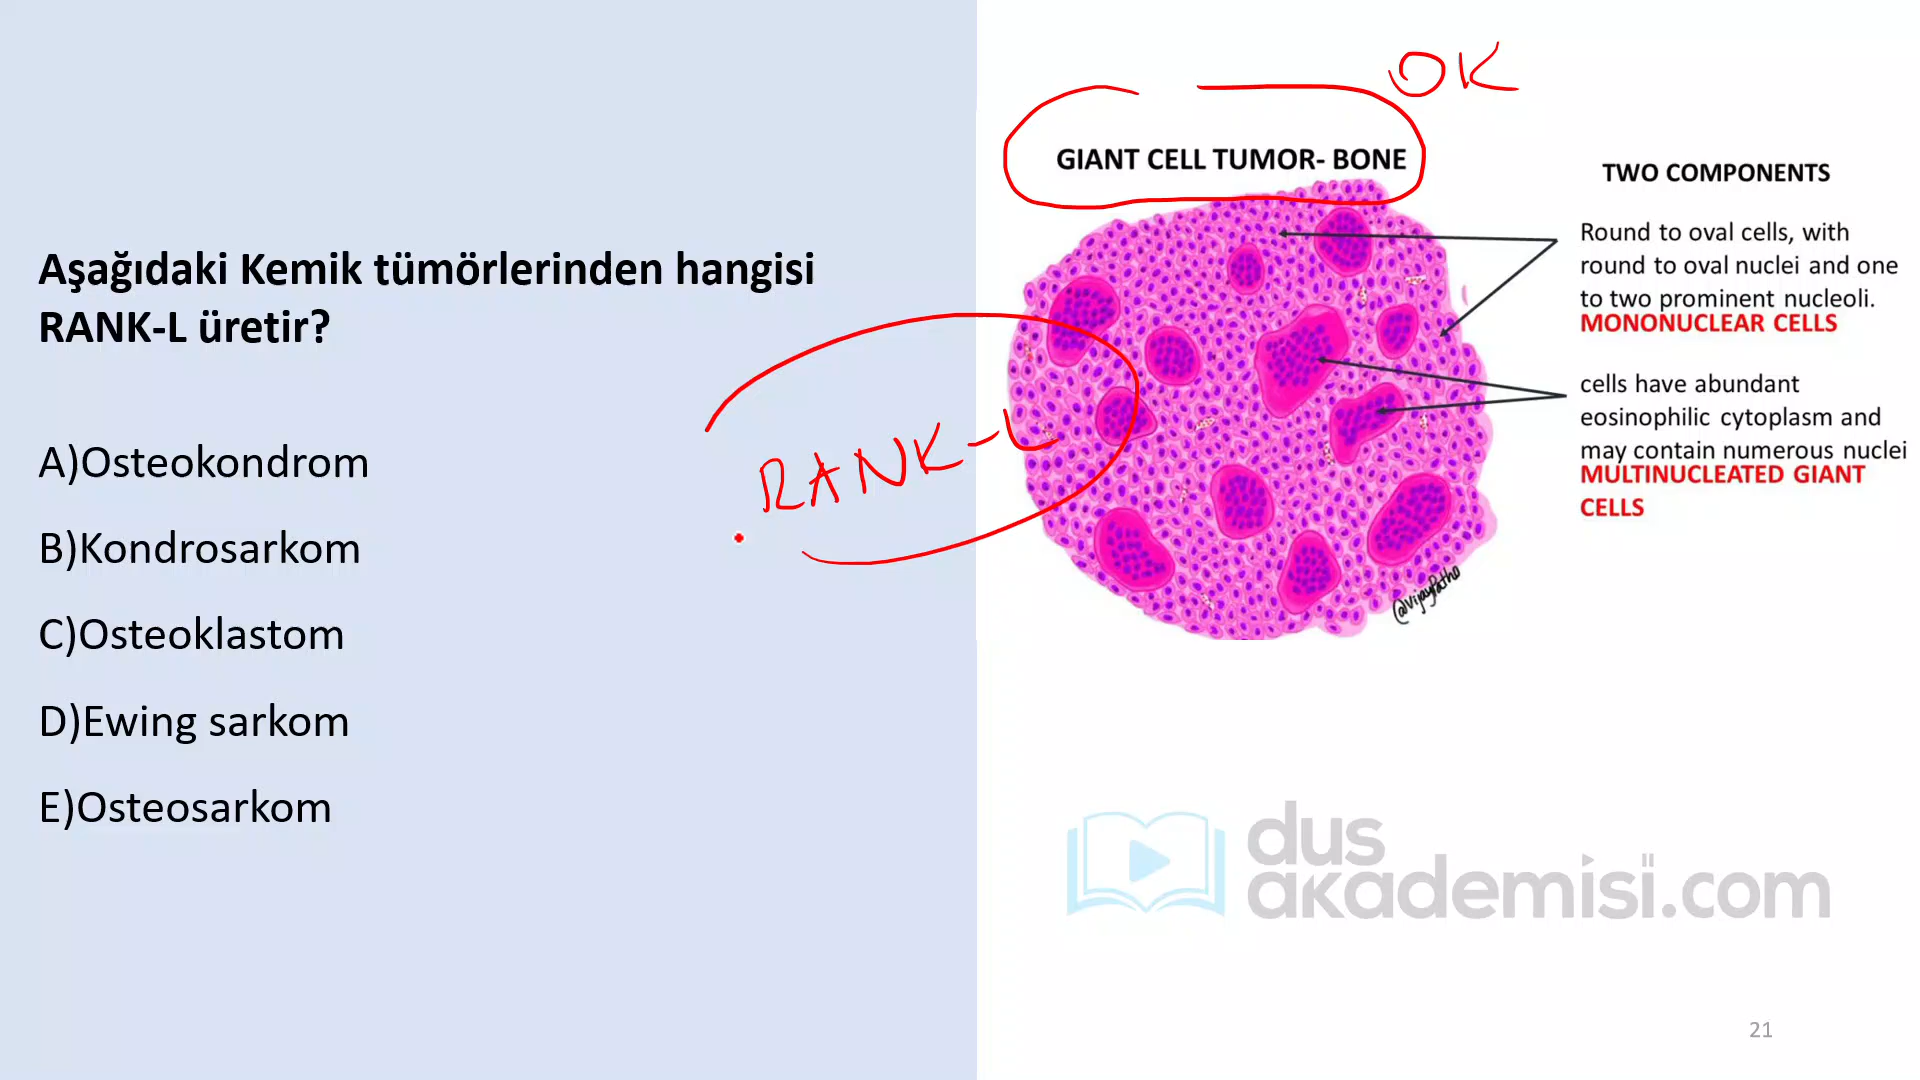 Aşağıdaki Kemik tümörlerinden hangisi
RANK-L üretir?
A)Osteokondrom
B)Kondrosarkom
C)Osteoklastom
D)Ewing sarkom
E)Osteosarkom
RANK-L
OK
GIANT CELL TUMOR- BONE
TWO COMPONENTS
Round to oval cells, with
round to oval nuclei and one
to two prominent nucleoli.
MONONUCLEAR CELLS
cells have abundant
eosinophilic cytoplasm and
may contain numerous nuclei
MULTINUCLEATED GIANT
CELLS
@vijayPatho
dus
akademisi.com
21